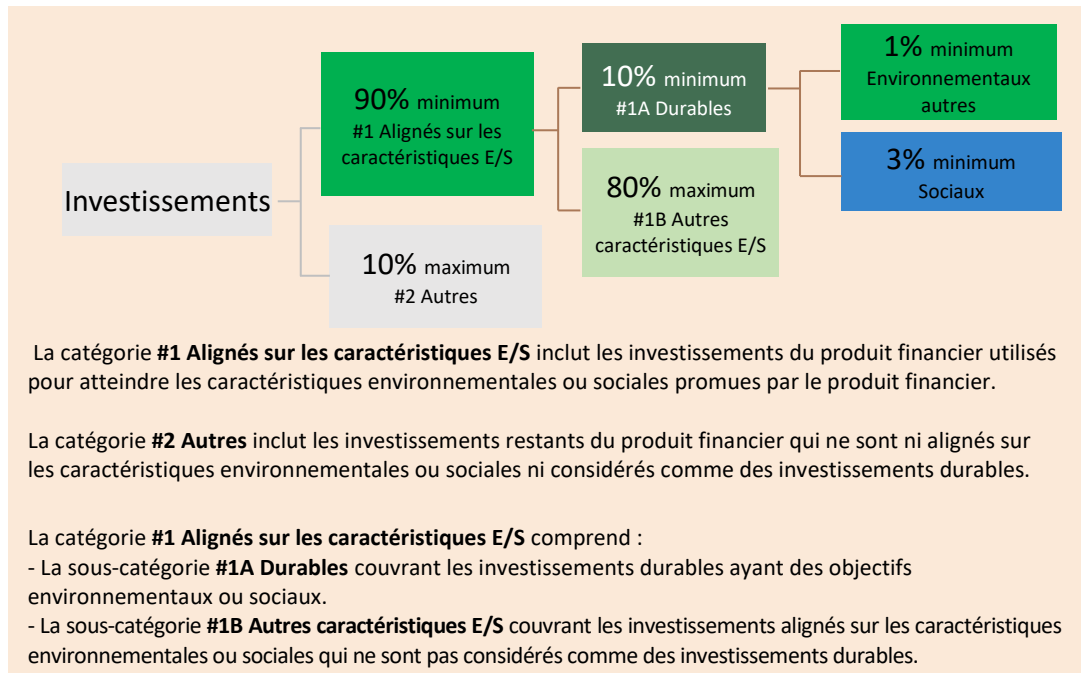 Investissements
90% minimum
#1 Alignés sur les
caractéristiques E/S
10% maximum
#2 Autres
10% minimum
#1A Durables
80% maximum
#1B Autres
caractéristiques E/S
1% minimum
Environnementaux
autres
3% minimum
Sociaux
La catégorie #1 Alignés sur les caractéristiques E/S inclut les investissements du produit financier utilisés
pour atteindre les caractéristiques environnementales ou sociales promues par le produit financier.
La catégorie #2 Autres inclut les investissements restants du produit financier qui ne sont ni alignés sur
les caractéristiques environnementales ou sociales ni considérés comme des investissements durables.
La catégorie #1 Alignés sur les caractéristiques E/S comprend :
- La sous-catégorie #1A Durables couvrant les investissements durables ayant des objectifs
environnementaux ou sociaux.
- La sous-catégorie #1B Autres caractéristiques E/S couvrant les investissements alignés sur les caractéristiques
environnementales ou sociales qui ne sont pas considérés comme des investissements durables.